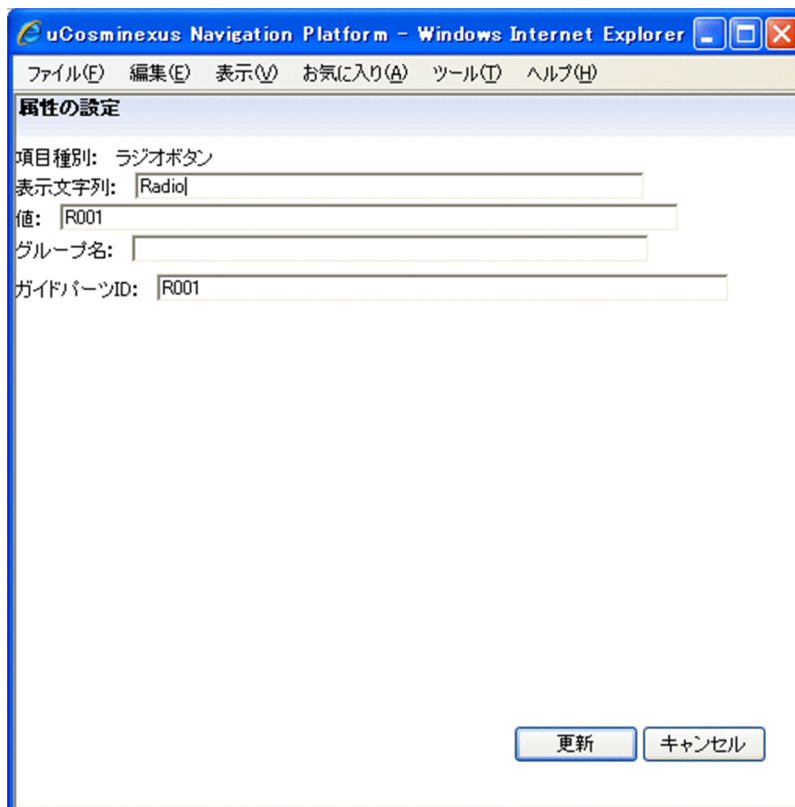 uCosminexus Navigation Platform - Windows Internet Explorer
ファイル(F) 編集(E) 表示(V) お気に入り(A) ツール(T) ヘルプ(H)
属性の設定
項目種別: ラジオボタン
表示文字列: Radio
値: R001
グループ名:
ガイドパーツID: R001
更新 キャンセル